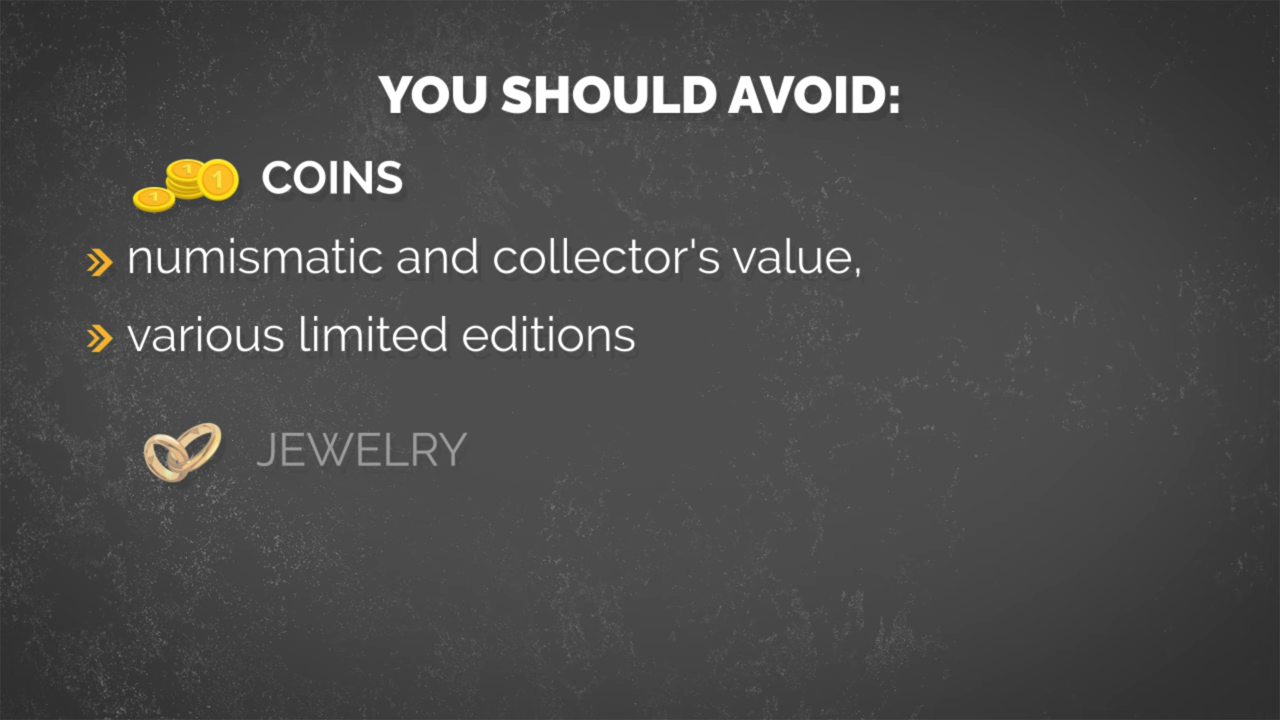 YOU SHOULD AVOID:
COINS
numismatic and collector's value,
various limited editions
JEWELRY